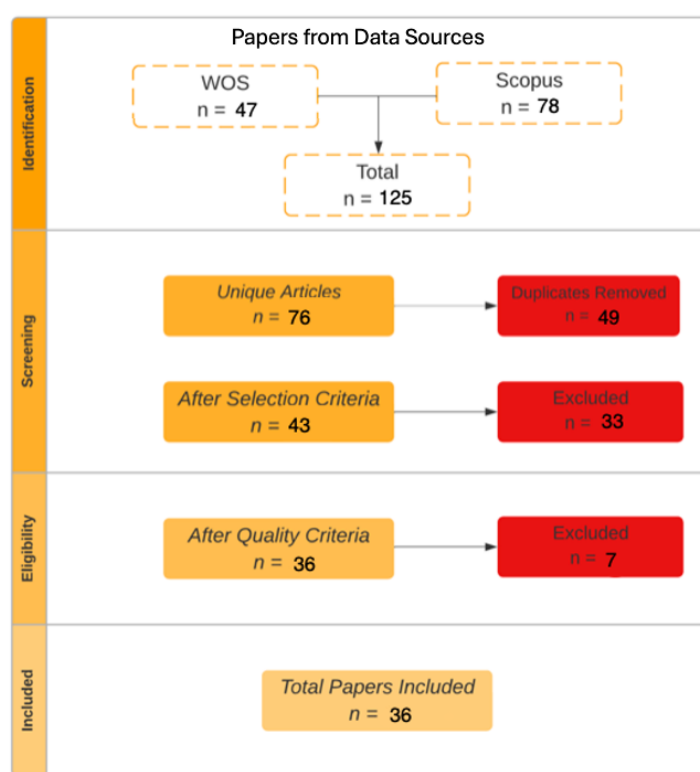 Papers from Data Sources
Identification
WOS
n = 47
Scopus
n = 78
Total
n = 125
Screening
Unique Articles
n = 76
Duplicates Removed
n = 49
After Selection Criteria
n = 43
Excluded
n = 33
Eligibility
After Quality Criteria
n = 36
Excluded
n = 7
Included
Total Papers Included
n = 36